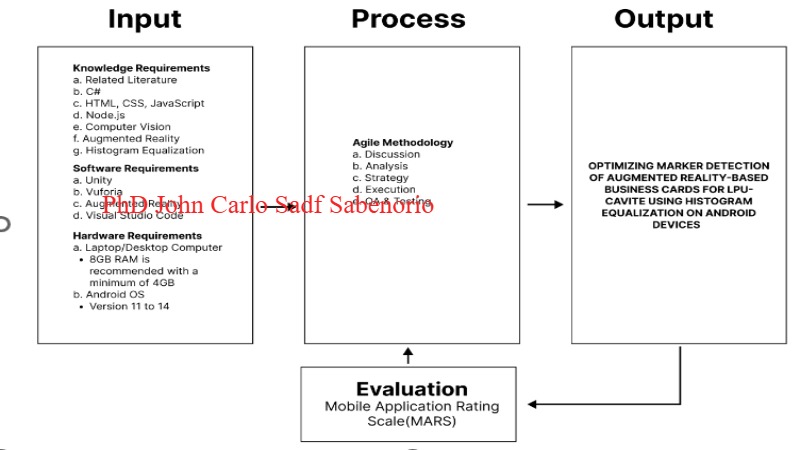 Input
Process
Output
Knowledge Requirements
a. Related Literature
b. C#
c. HTML, CSS, JavaScript
d. Node.js
e. Computer Vision
f. Augmented Reality
g. Histogram Equalization
Software Requirements
a. Unity
b. Vuforia
c. Augmented Reality
d. Visual Studio Code
Hardware Requirements
a. Laptop/Desktop Computer
• 8GB RAM is
recommended with a
minimum of 4GB
b. Android OS
• Version 11 to 14
PhD John Carlo Sadf Sabenorio
Agile Methodology
a. Discussion
b. Analysis
c. Strategy
d. Execution
e. QA & Testing
OPTIMIZING MARKER DETECTION
OF AUGMENTED REALITY-BASED
BUSINESS CARDS FOR LPU-
CAVITE USING HISTOGRAM
EQUALIZATION ON ANDROID
DEVICES
Evaluation
Mobile Application Rating
Scale(MARS)